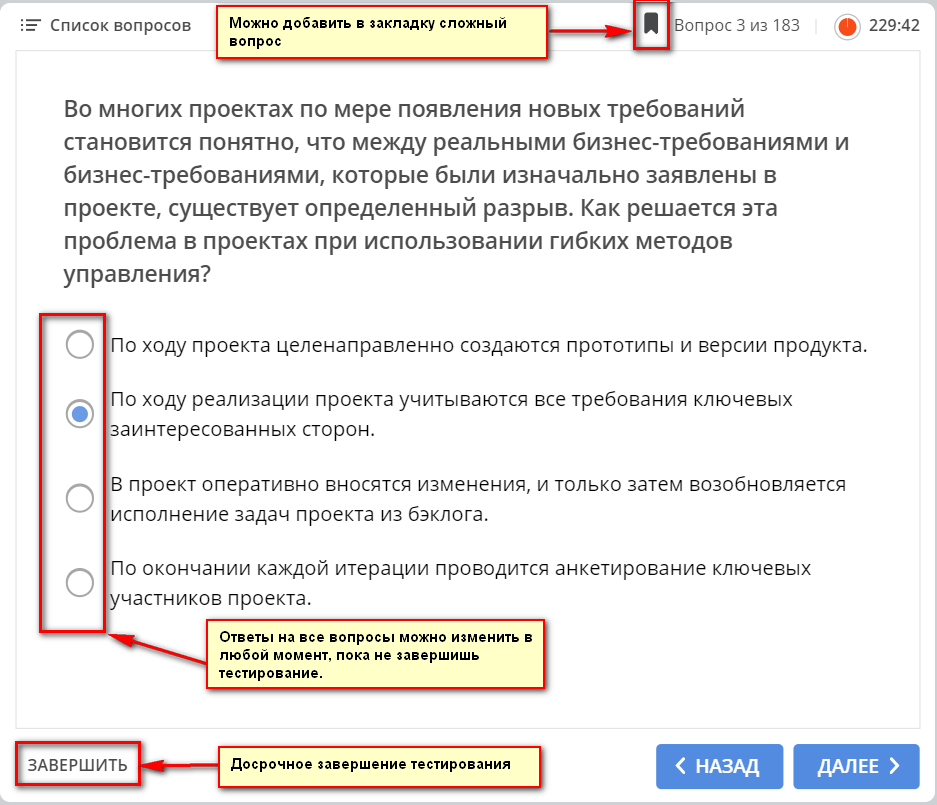 Список вопросов
Можно добавить в закладку сложный
вопрос
Вопрос 3 из 183
229:42
Во многих проектах по мере появления новых требований
становится понятно, что между реальными бизнес-требованиями и
бизнес-требованиями, которые были изначально заявлены в
проекте, существует определенный разрыв. Как решается эта
проблема в проектах при использовании гибких методов
управления?
По ходу проекта целенаправленно создаются прототипы и версии продукта.
По ходу реализации проекта учитываются все требования ключевых
заинтересованных сторон.
В проект оперативно вносятся изменения, и только затем возобновляется
исполнение задач проекта из бэклога.
По окончании каждой итерации проводится анкетирование ключевых
участников проекта.
Ответы на все вопросы можно изменить в
любой момент, пока не завершишь
тестирование.
ЗАВЕРШИТЬ
Досрочное завершение тестирования
НАЗАД
ДАЛЕЕ